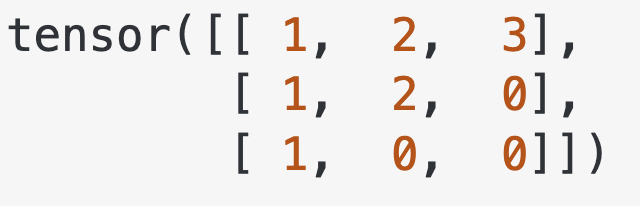 tensor([[ 1,  2,  3],
        [ 1,  2,  0],
        [ 1,  0,  0]])